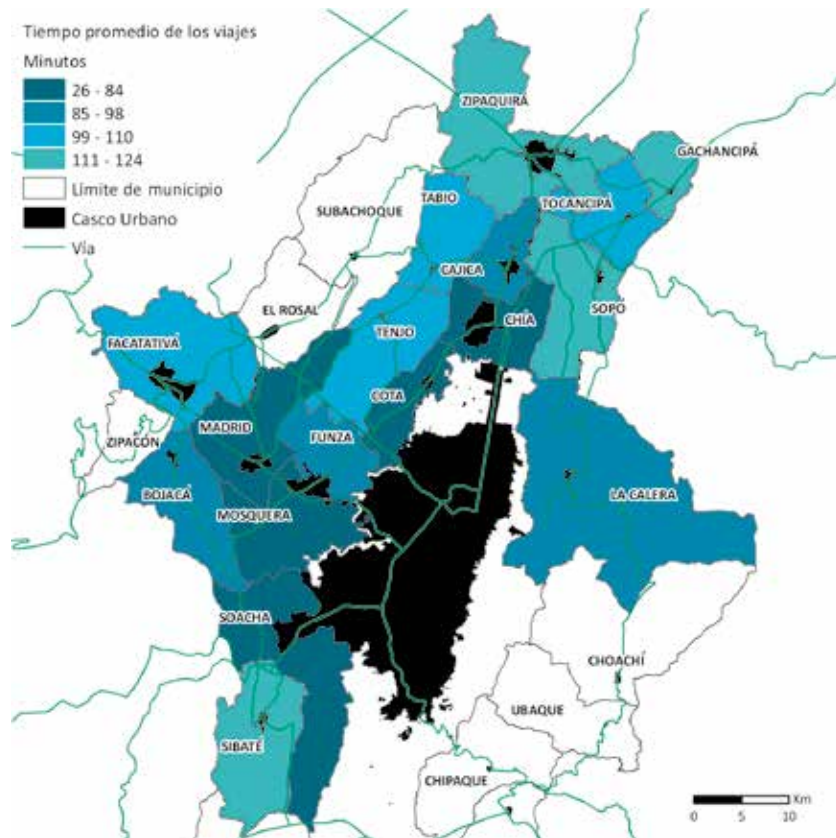 Tiempo promedio de los viajes
Minutos
26 - 84
85 - 98
99 - 110
111 - 124
Límite de municipio
Casco Urbano
Vía
ZIPAQUIRÁ
GACHANCIPÁ
TABIO
TOCANCIPÁ
SUBACHOQUE
CAJICA
EL ROSAL
SOPÓ
CHÍA
FACATATIVÁ
TENJO
COTA
MADRID
FUNZA
ZIPACÓN
BOJACÁ
LA CALERA
MOSQUERA
SOACHA
CHOACHÍ
UBAQUE
SIBATÉ
CHIPAQUE
Km
0 5 10